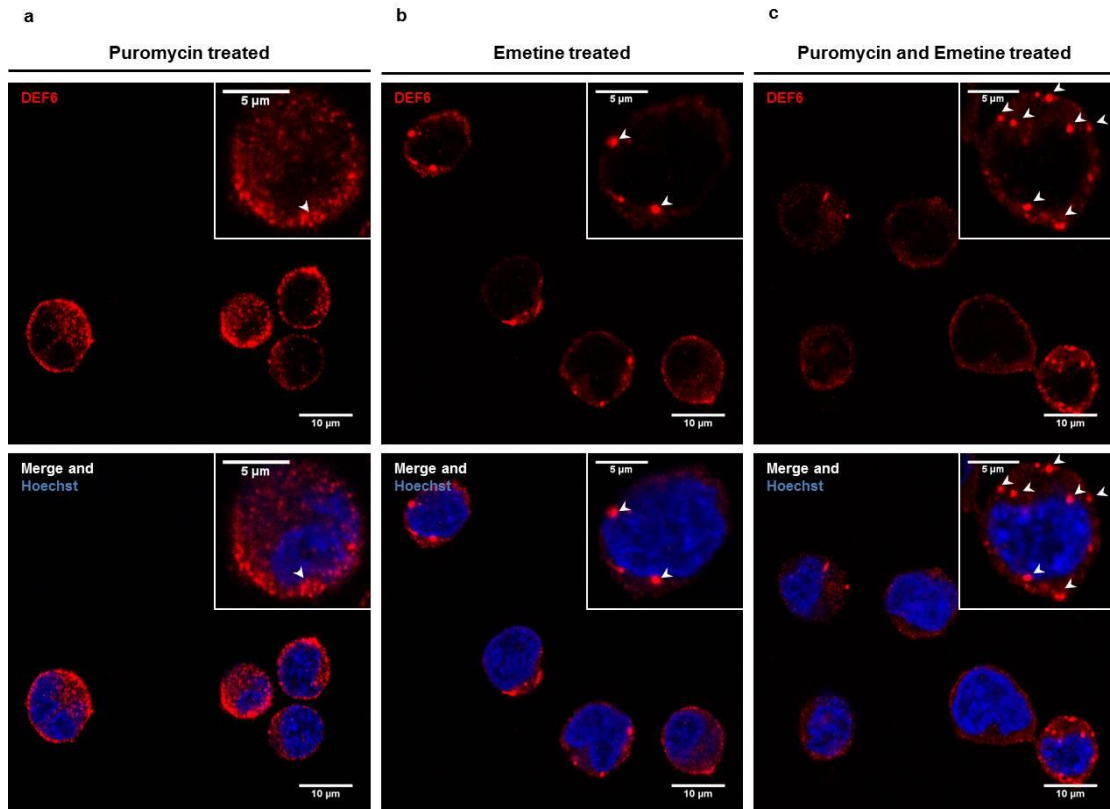 a
Puromycin treated
b
Emetine treated
c
Puromycin and Emetine treated
DEF6
5 µm
10 µm
DEF6
5 µm
10 µm
DEF6
5 µm
10 µm
Merge and
Hoechst
5 µm
10 µm
Merge and
Hoechst
5 µm
10 µm
Merge and
Hoechst
5 µm
10 µm